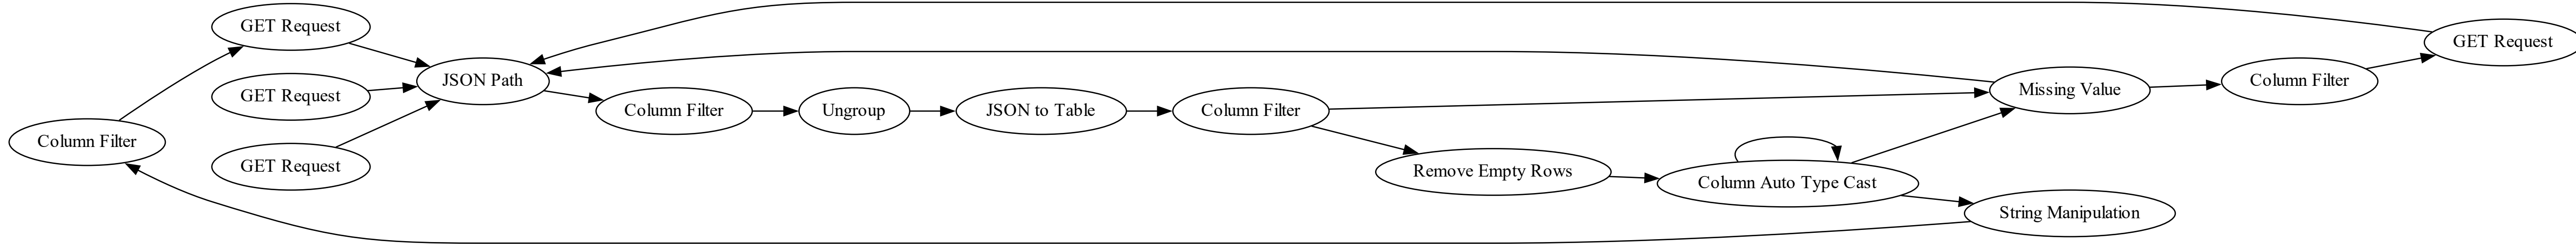 Column Filter
GET Request
GET Request
GET Request
JSON Path
Column Filter
Ungroup
JSON to Table
Column Filter
Remove Empty Rows
Column Auto Type Cast
Missing Value
String Manipulation
Column Filter
GET Request